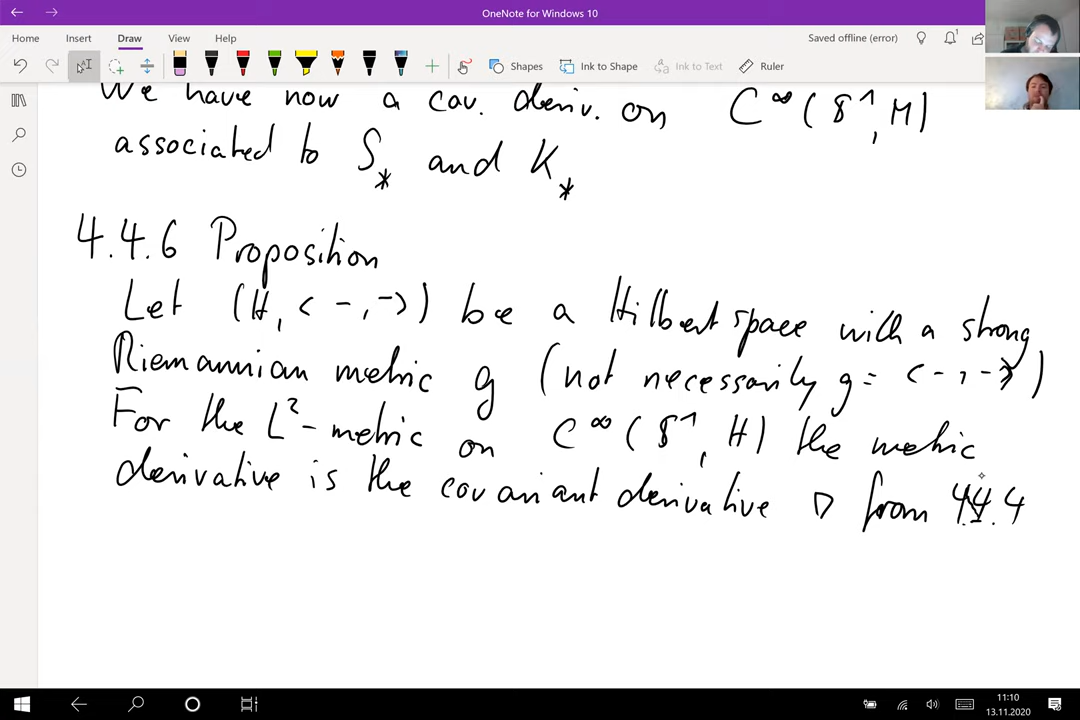 OneNote for Windows 10
Home Insert Draw View Help
Saved offline (error)
Shapes Ink to Shape Ink to Text Ruler
We have now a cov. deriv. on C^∞(S^1, M)
associated to S_* and K_*
4.4.6 Proposition
Let (H, <-,->) be a Hilbert space with a strong
Riemannian metric g (not necessarily g = <-,->)
For the L²-metric on C^∞(S^1, H) the metric
derivative is the covariant derivative ∇ from 4.4.4
11:10
13.11.2020